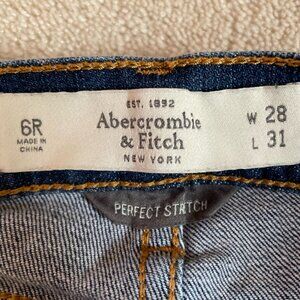 6R
MADE IN
CHINA
EST. 1892
Abercrombie
& Fitch
NEW YORK
W 28
L 31
PERFECT STRTCH